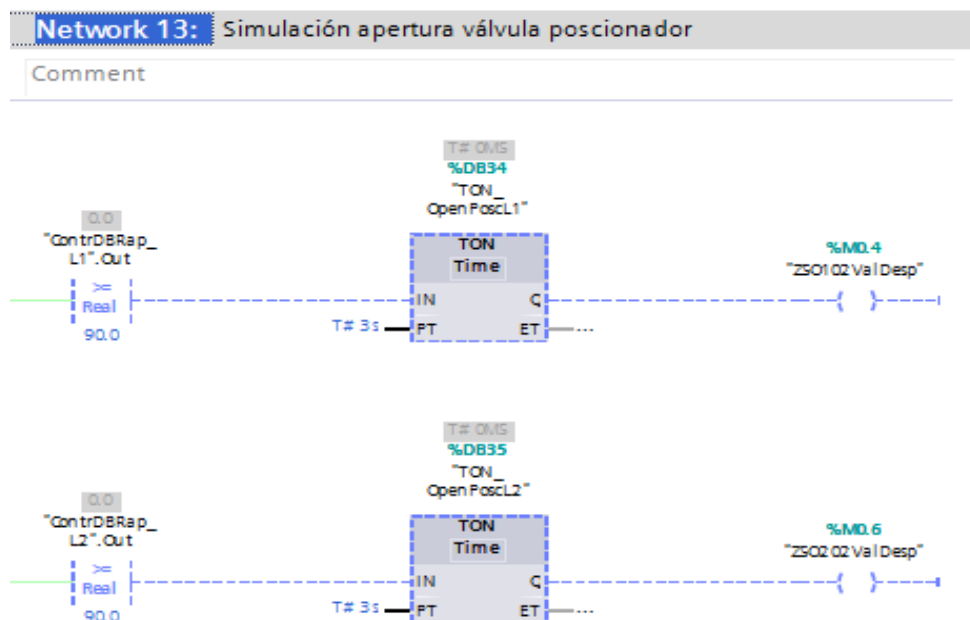 Network 13: Simulación apertura válvula poscionador
Comment
T# 0MS
%DB34
"TON_
OpenPoscL1"
0.0
"ContrDBRap_
L1".Out
>=
Real
90.0
TON
Time
IN Q
T# 3s PT ET ...
%M0.4
"ZSO102ValDesp"
T# 0MS
%DB35
"TON_
OpenPoscL2"
0.0
"ContrDBRap_
L2".Out
>=
Real
90.0
TON
Time
IN Q
T# 3s PT ET ...
%M0.6
"ZSO202ValDesp"